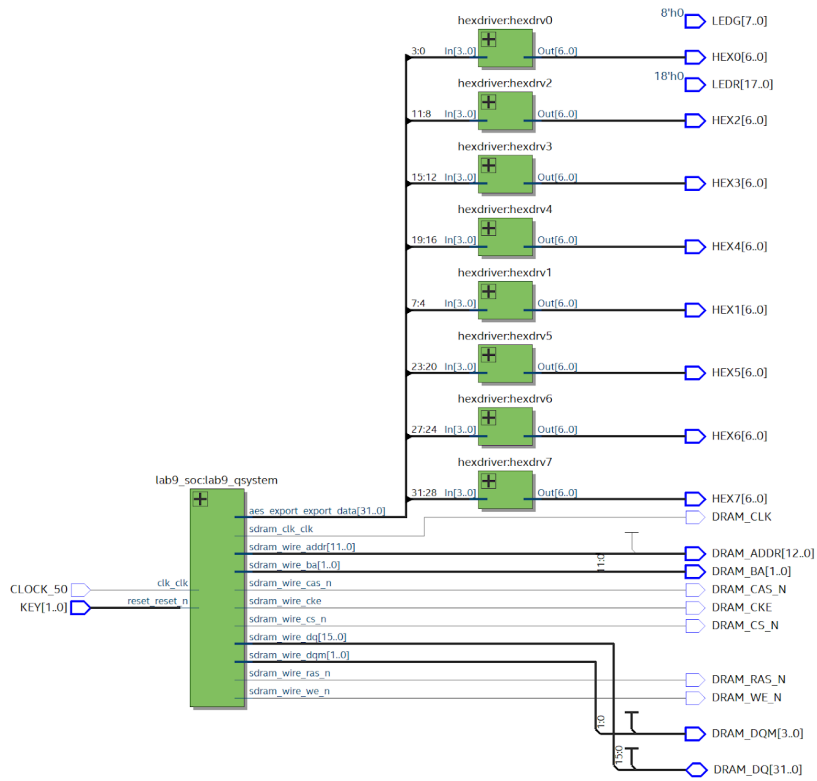 hexdriver:hexdrv0
8'h0 LEDG[7..0]
3:0 In[3..0] Out[6..0] HEX0[6..0]
hexdriver:hexdrv2
18'h0 LEDR[17..0]
11:8 In[3..0] Out[6..0] HEX2[6..0]
hexdriver:hexdrv3
15:12 In[3..0] Out[6..0] HEX3[6..0]
hexdriver:hexdrv4
19:16 In[3..0] Out[6..0] HEX4[6..0]
hexdriver:hexdrv1
7:4 In[3..0] Out[6..0] HEX1[6..0]
hexdriver:hexdrv5
23:20 In[3..0] Out[6..0] HEX5[6..0]
hexdriver:hexdrv6
27:24 In[3..0] Out[6..0] HEX6[6..0]
hexdriver:hexdrv7
31:28 In[3..0] Out[6..0] HEX7[6..0]
lab9_soc:lab9_qsystem
aes_export_export_data[31..0]
sdram_clk_clk DRAM_CLK
sdram_wire_addr[11..0] 11:0 DRAM_ADDR[12..0]
sdram_wire_ba[1..0] DRAM_BA[1..0]
CLOCK_50 clk_clk sdram_wire_cas_n DRAM_CAS_N
KEY[1..0] reset_reset_n sdram_wire_cke DRAM_CKE
sdram_wire_cs_n DRAM_CS_N
sdram_wire_dq[15..0]
sdram_wire_dqm[1..0]
sdram_wire_ras_n DRAM_RAS_N
sdram_wire_we_n DRAM_WE_N
1:0 DRAM_DQM[3..0]
15:0 DRAM_DQ[31..0]